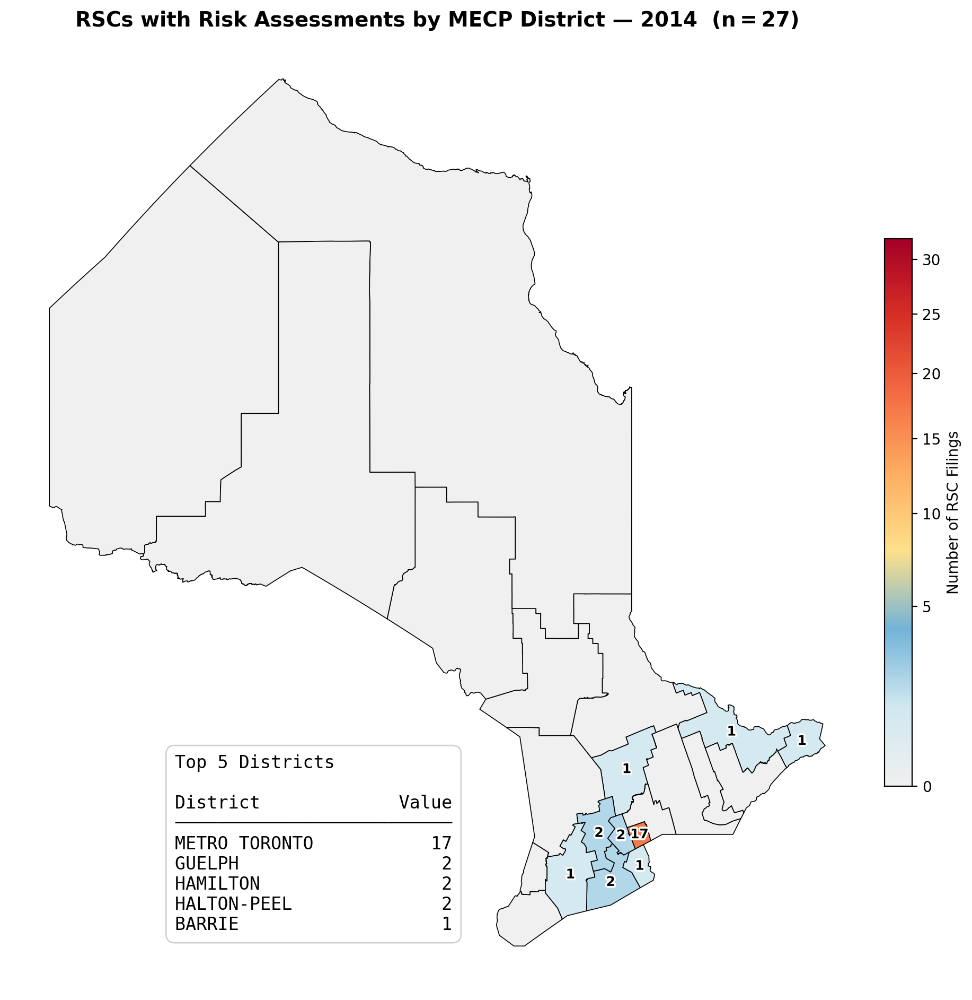 RSCs with Risk Assessments by MECP District — 2014 (n = 27)
30
25
20
15
10
5
0
Number of RSC Filings
1
1
1
2
2
17
1
1
2
Top 5 Districts
District Value
METRO TORONTO 17
GUELPH 2
HAMILTON 2
HALTON-PEEL 2
BARRIE 1